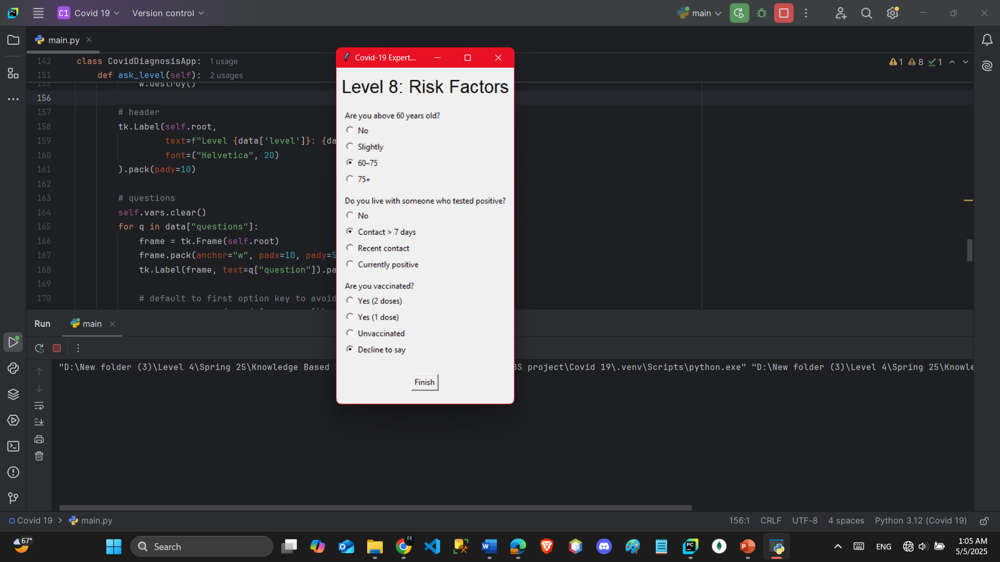 C1 Covid 19 Version control main
main.py
142 class CovidDiagnosisApp: 1 usage
1 8 1
151 def ask_level(self): 2 usages
155 w.destroy()
156
157 # header
158 tk.Label(self.root,
159 text=f"Level {data['level']}: {da
160 font=("Helvetica", 20)
161 ).pack(pady=10)
162
163 # questions
164 self.vars.clear()
165 for q in data["questions"]:
166 frame = tk.Frame(self.root)
167 frame.pack(anchor="w", padx=10, pady=5
168 tk.Label(frame, text=q["question"]).pa
169
170 # default to first option key to avoid
Covid-19 Expert...
Level 8: Risk Factors
Are you above 60 years old?
No
Slightly
60–75
75+
Do you live with someone who tested positive?
No
Contact > 7 days
Recent contact
Currently positive
Are you vaccinated?
Yes (2 doses)
Yes (1 dose)
Unvaccinated
Decline to say
Finish
Run main
"D:\New folder (3)\Level 4\Spring 25\Knowledge Based
S project\Covid 19\.venv\Scripts\python.exe" "D:\New folder (3)\Level 4\Spring 25\Knowle
Covid 19 > main.py
156:1 CRLF UTF-8 4 spaces Python 3.12 (Covid 19)
67°
Search
ENG
1:05 AM
5/5/2025